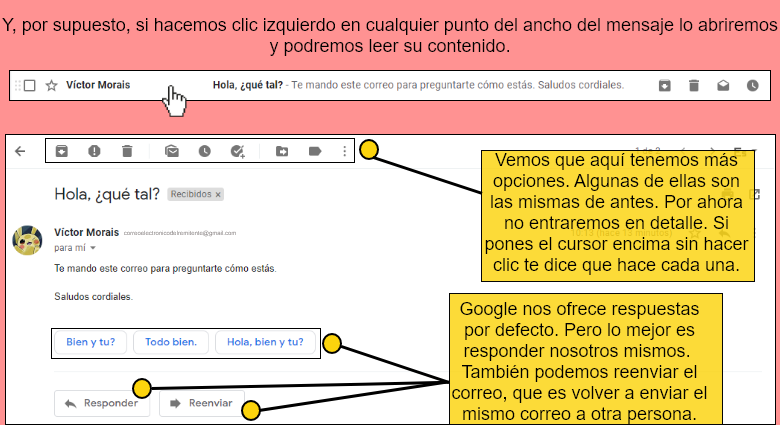 Y, por supuesto, si hacemos clic izquierdo en cualquier punto del ancho del mensaje lo abriremos
y podremos leer su contenido.
Víctor Morais Hola, ¿qué tal? - Te mando este correo para preguntarte cómo estás. Saludos cordiales.
Vemos que aquí tenemos más
opciones. Algunas de ellas son
las mismas de antes. Por ahora
no entraremos en detalle. Si
pones el cursor encima sin hacer
clic te dice que hace cada una.
Hola, ¿qué tal? Recibidos x
Víctor Morais
para mí
Te mando este correo para preguntarte cómo estás.
Saludos cordiales.
Bien y tu? Todo bien. Hola, bien y tu?
Google nos ofrece respuestas
por defecto. Pero lo mejor es
responder nosotros mismos.
También podemos reenviar el
correo, que es volver a enviar el
mismo correo a otra persona.
Responder Reenviar